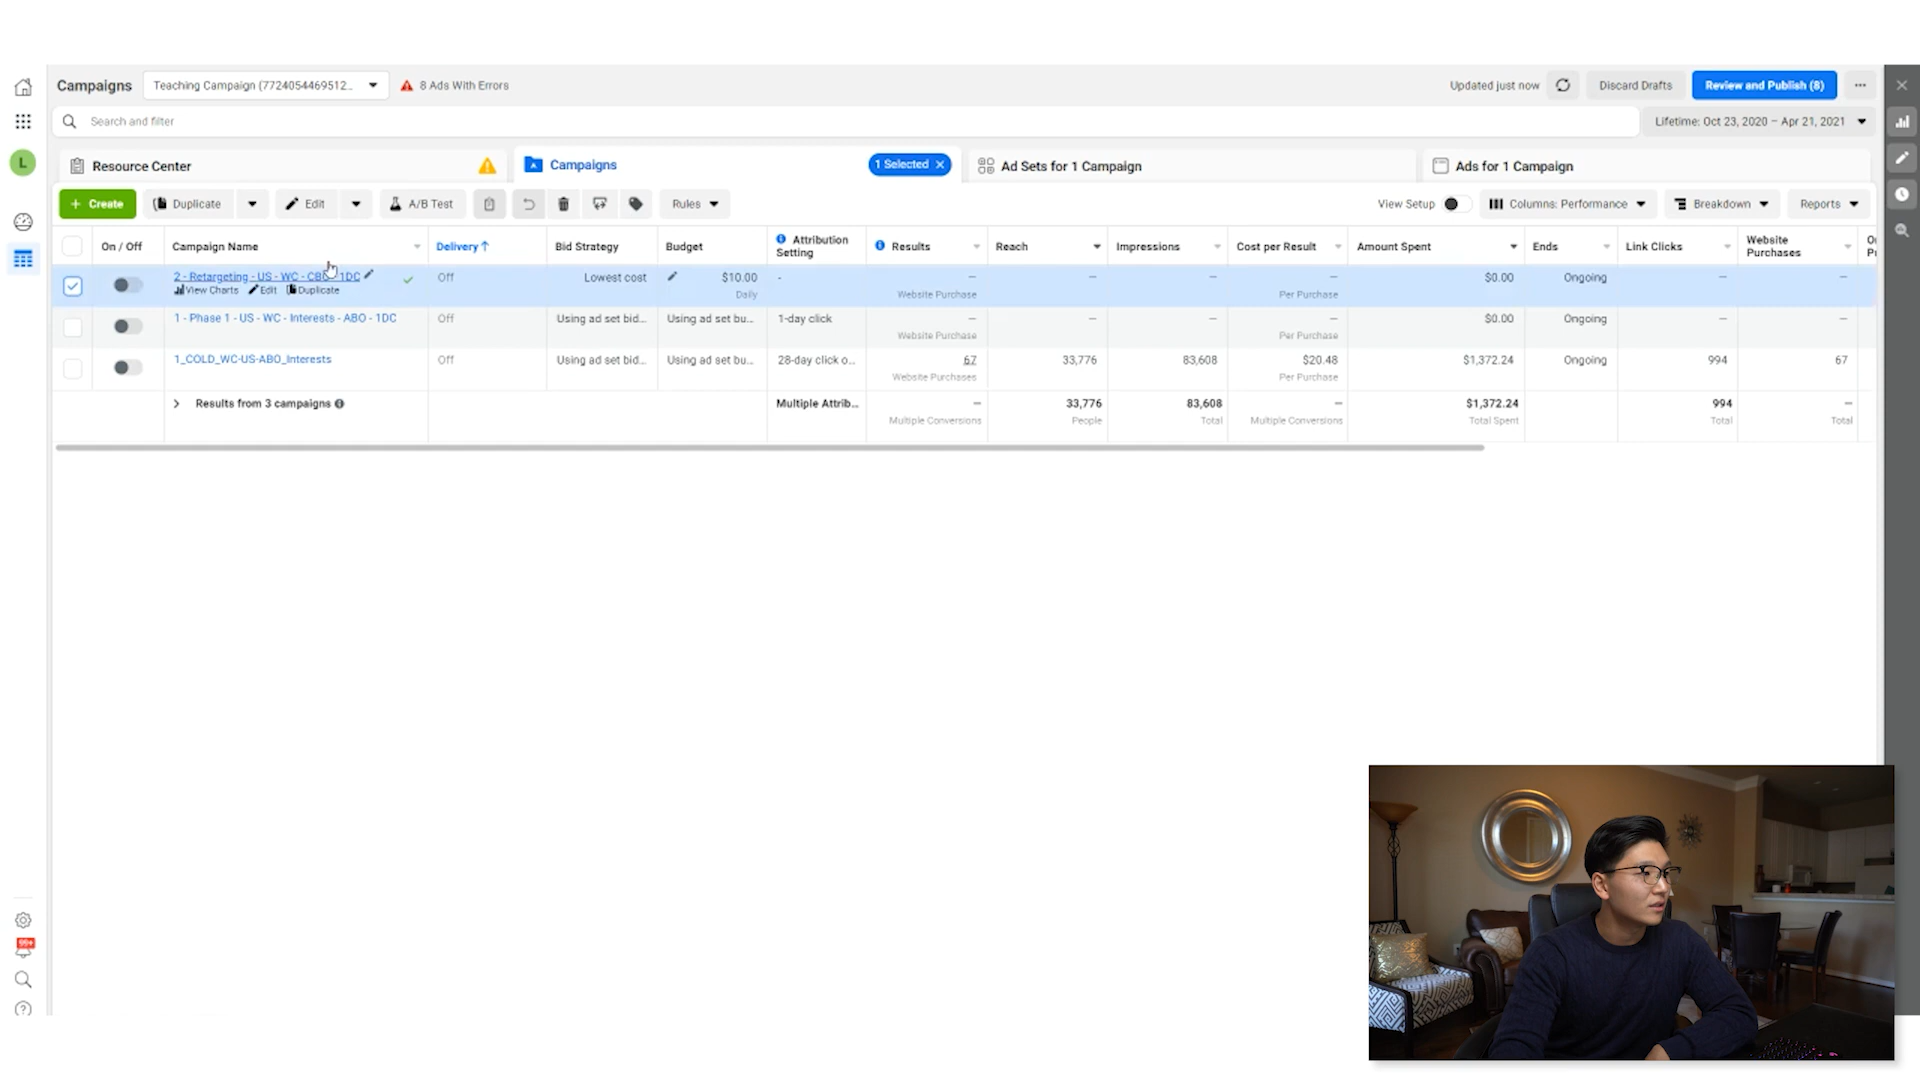 Campaigns
Teaching Campaign (7724054469512...
8 Ads With Errors
Updated just now
Discard Drafts
Review and Publish (8)
Search and filter
Lifetime: Oct 23, 2020 – Apr 21, 2021
L
Resource Center
Campaigns
1 Selected
Ad Sets for 1 Campaign
Ads for 1 Campaign
+ Create
Duplicate
Edit
A/B Test
Rules
View Setup
Columns: Performance
Breakdown
Reports
On / Off
Campaign Name
Delivery
Bid Strategy
Budget
Attribution Setting
Results
Reach
Impressions
Cost per Result
Amount Spent
Ends
Link Clicks
Website Purchases
2 - Retargeting - US - WC - CBO - 1DC
View Charts Edit Duplicate
Off
Lowest cost
$10.00
Daily
-
—
Website Purchase
—
—
—
Per Purchase
$0.00
Ongoing
—
—
1 - Phase 1 - US - WC - Interests - ABO - 1DC
Off
Using ad set bid...
Using ad set bu...
1-day click
—
Website Purchase
—
—
—
Per Purchase
$0.00
Ongoing
—
—
1_COLD_WC-US-ABO_Interests
Off
Using ad set bid...
Using ad set bu...
28-day click o...
67
Website Purchases
33,776
83,608
$20.48
Per Purchase
$1,372.24
Ongoing
994
67
Results from 3 campaigns
Multiple Attrib...
—
Multiple Conversions
33,776
People
83,608
Total
—
Multiple Conversions
$1,372.24
Total Spent
994
Total
—
Total
99+